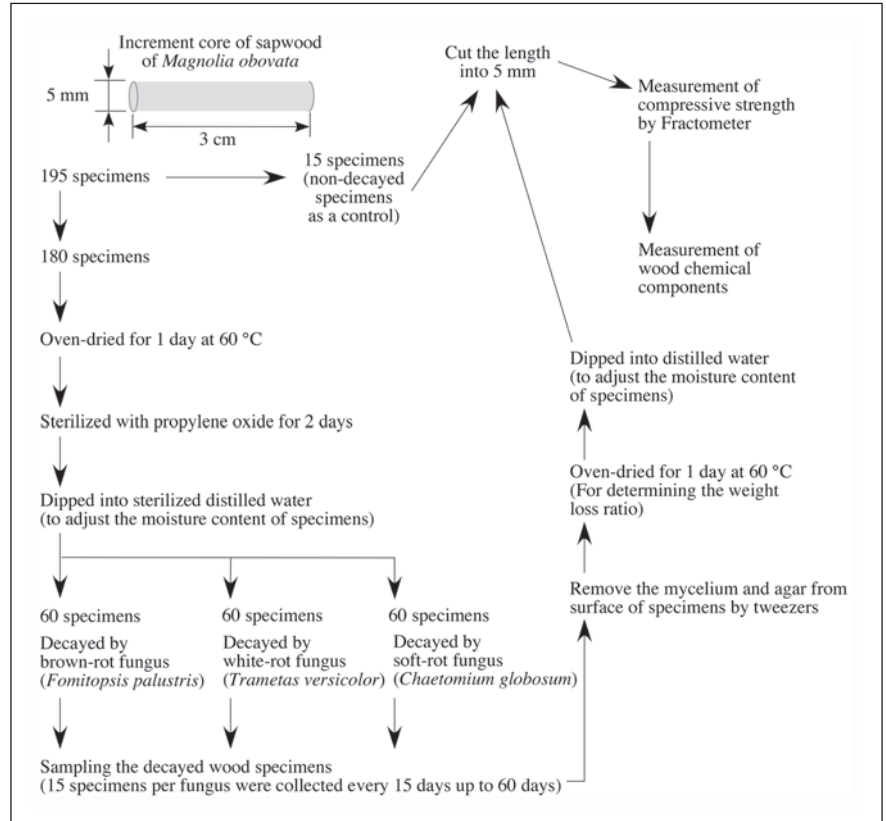 Increment core of sapwood
of Magnolia obovata
5 mm
3 cm
195 specimens
15 specimens
(non-decayed
specimens
as a control)
Cut the length
into 5 mm
Measurement of
compressive strength
by Fractometer
Measurement of
wood chemical
components
180 specimens
Oven-dried for 1 day at 60 °C
Sterilized with propylene oxide for 2 days
Dipped into sterilized distilled water
(to adjust the moisture content of specimens)
60 specimens
Decayed by
brown-rot fungus
(Fomitopsis palustris)
60 specimens
Decayed by
white-rot fungus
(Trametas versicolor)
60 specimens
Decayed by
soft-rot fungus
(Chaetomium globosum)
Sampling the decayed wood specimens
(15 specimens per fungus were collected every 15 days up to 60 days)
Remove the mycelium and agar from
surface of specimens by tweezers
Oven-dried for 1 day at 60 °C
(For determining the weight
loss ratio)
Dipped into distilled water
(to adjust the moisture content
of specimens)